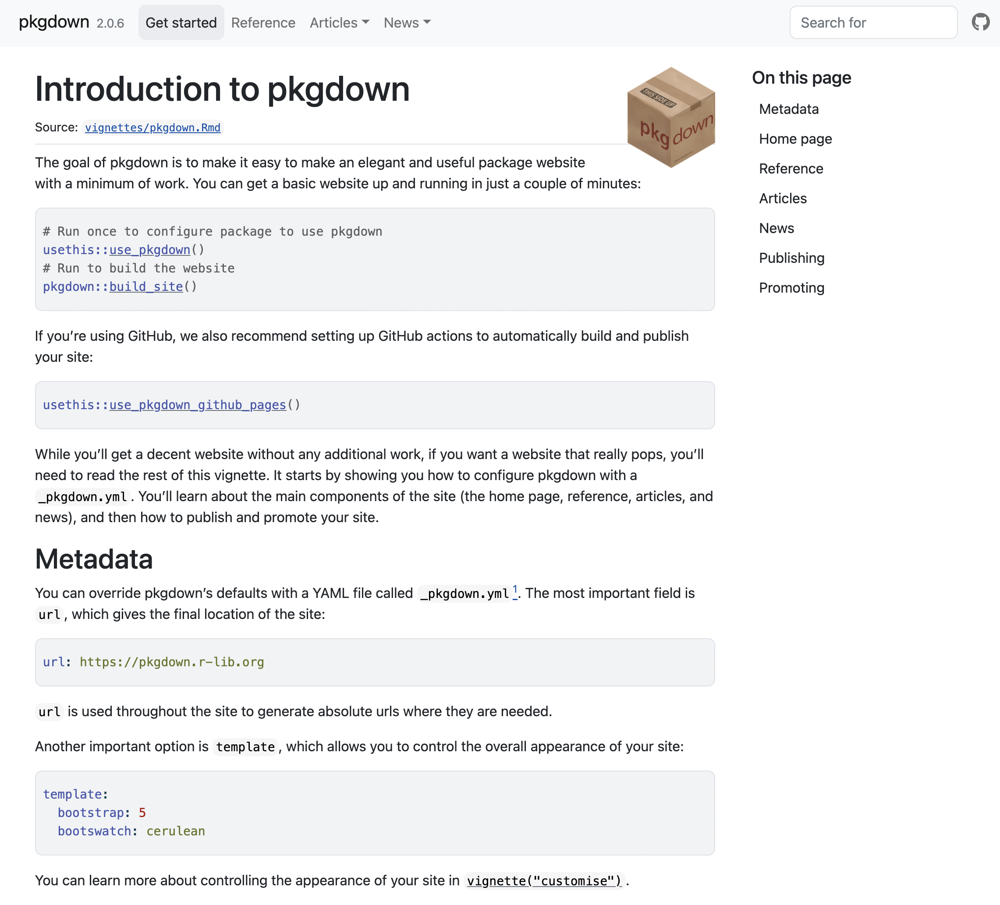 pkgdown 2.0.6 Get started Reference Articles News Search for
Introduction to pkgdown
THIS SIDE UP
pkgdown
Source: vignettes/pkgdown.Rmd
The goal of pkgdown is to make it easy to make an elegant and useful package website
with a minimum of work. You can get a basic website up and running in just a couple of minutes:
# Run once to configure package to use pkgdown
usethis::use_pkgdown()
# Run to build the website
pkgdown::build_site()
If you’re using GitHub, we also recommend setting up GitHub actions to automatically build and publish
your site:
usethis::use_pkgdown_github_pages()
While you’ll get a decent website without any additional work, if you want a website that really pops, you’ll
need to read the rest of this vignette. It starts by showing you how to configure pkgdown with a
_pkgdown.yml. You’ll learn about the main components of the site (the home page, reference, articles, and
news), and then how to publish and promote your site.
Metadata
You can override pkgdown’s defaults with a YAML file called _pkgdown.yml1. The most important field is
url, which gives the final location of the site:
url: https://pkgdown.r-lib.org
url is used throughout the site to generate absolute urls where they are needed.
Another important option is template, which allows you to control the overall appearance of your site:
template:
  bootstrap: 5
  bootswatch: cerulean
You can learn more about controlling the appearance of your site in vignette("customise").
On this page
Metadata
Home page
Reference
Articles
News
Publishing
Promoting